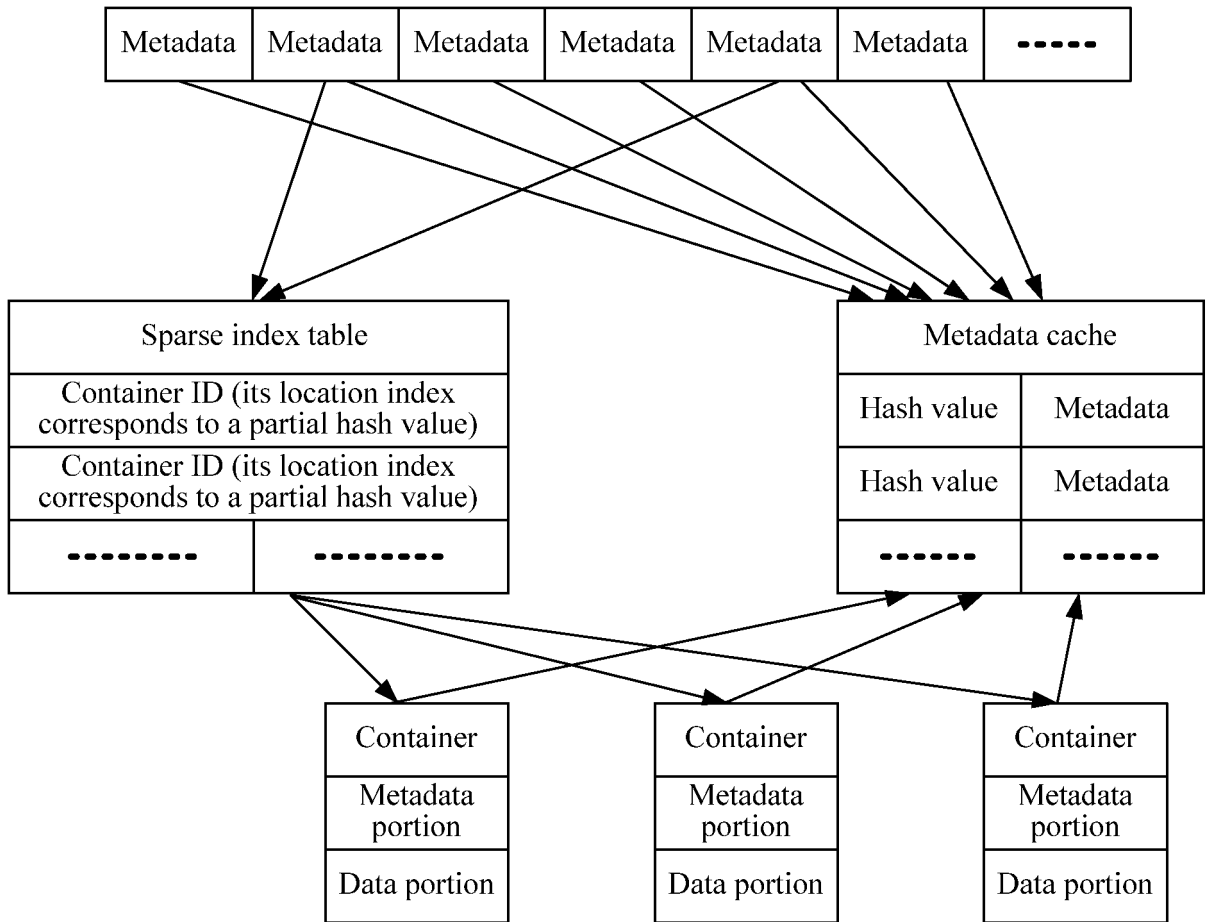 Metadata Metadata Metadata Metadata Metadata Metadata ------
Sparse index table
Container ID (its location index
corresponds to a partial hash value)
Container ID (its location index
corresponds to a partial hash value)
-------- --------
Metadata cache
Hash value Metadata
Hash value Metadata
------ ------
Container
Metadata
portion
Data portion
Container
Metadata
portion
Data portion
Container
Metadata
portion
Data portion